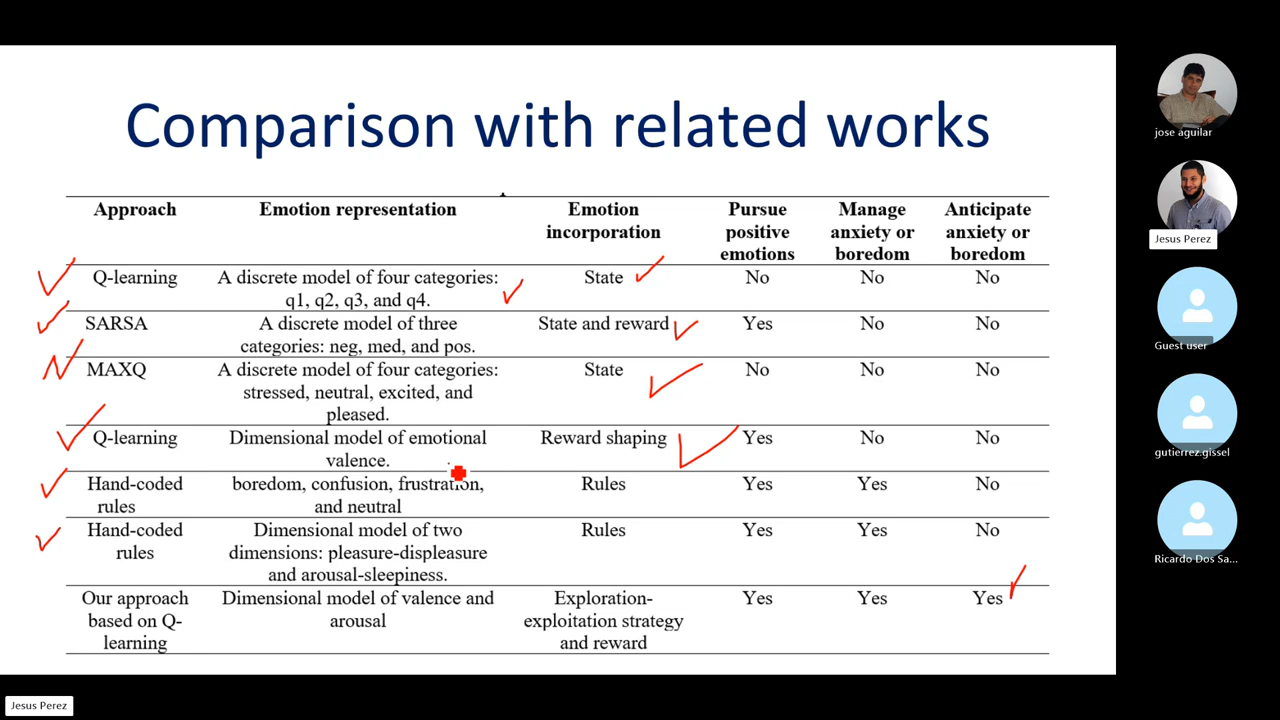 Comparison with related works
Approach Emotion representation Emotion incorporation Pursue positive emotions Manage anxiety or boredom Anticipate anxiety or boredom
Q-learning A discrete model of four categories: q1, q2, q3, and q4. State No No No
SARSA A discrete model of three categories: neg, med, and pos. State and reward Yes No No
MAXQ A discrete model of four categories: stressed, neutral, excited, and pleased. State No No No
Q-learning Dimensional model of emotional valence. Reward shaping Yes No No
Hand-coded rules boredom, confusion, frustration, and neutral Rules Yes Yes No
Hand-coded rules Dimensional model of two dimensions: pleasure-displeasure and arousal-sleepiness. Rules Yes Yes No
Our approach based on Q-learning Dimensional model of valence and arousal Exploration-exploitation strategy and reward Yes Yes Yes
jose aguilar
Jesus Perez
Guest user
gutierrez.gissel
Ricardo Dos Sa...
Jesus Perez